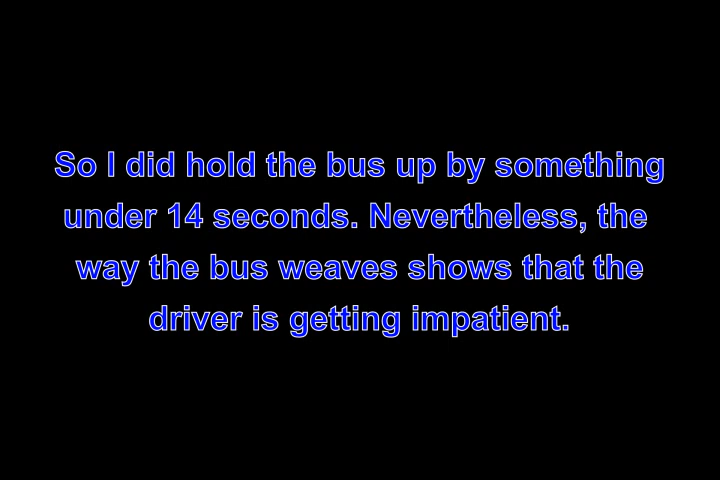 So I did hold the bus up by something
under 14 seconds. Nevertheless, the
way the bus weaves shows that the
driver is getting impatient.